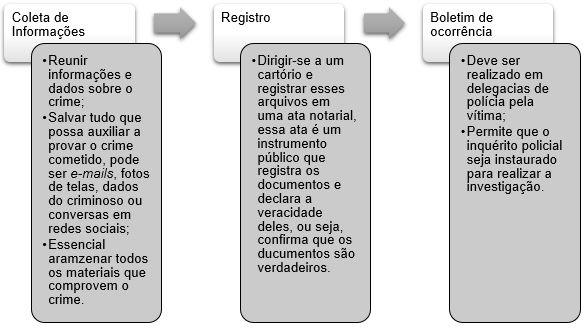 Coleta de
Informações
•Reunir
informações e
dados sobre o
crime;
•Salvar tudo que
possa auxiliar a
provar o crime
cometido, pode
ser e-mails, fotos
de telas, dados
do criminoso ou
conversas em
redes sociais;
•Essencial
aramzenar todos
os materiais que
comprovem o
crime.
Registro
•Dirigir-se a um
cartório e
registrar esses
arquivos em
uma ata notarial,
essa ata é um
instrumento
público que
registra os
documentos e
declara a
veracidade
deles, ou seja,
confirma que os
ducumentos são
verdadeiros.
Boletim de
ocorrência
•Deve ser
realizado em
delegacias de
polícia pela
vítima;
•Permite que o
inquérito policial
seja instaurado
para realizar a
investigação.